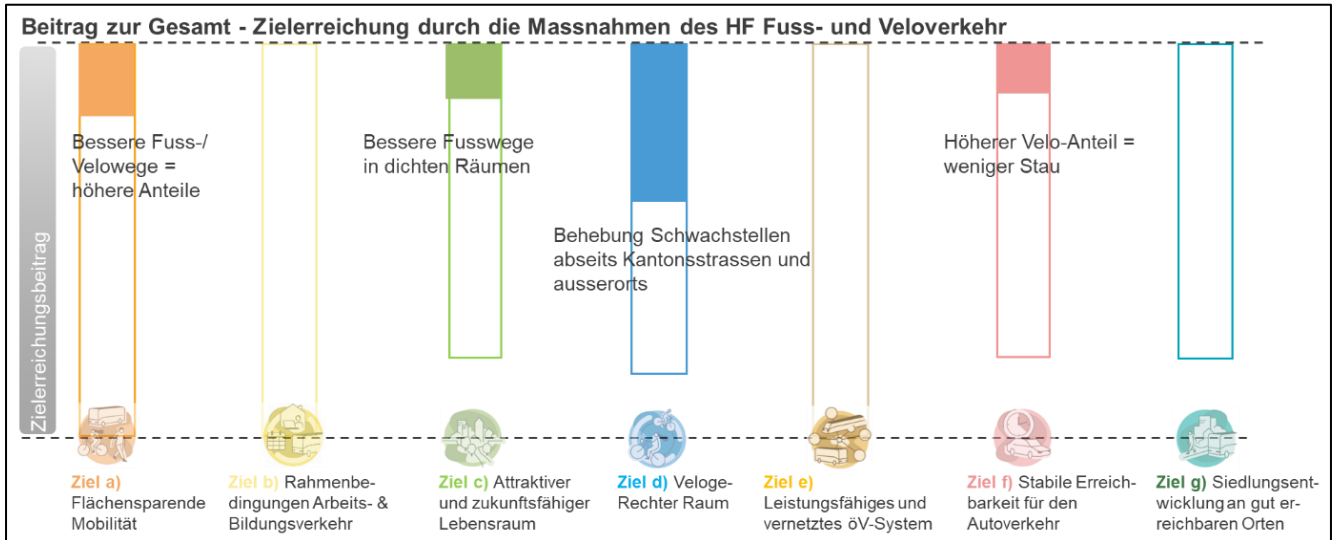 Beitrag zur Gesamt - Zielerreichung durch die Massnahmen des HF Fuss- und Veloverkehr
Zielerreichungsbeitrag
Bessere Fuss-/
Velowege =
höhere Anteile
Bessere Fusswege
in dichten Räumen
Behebung Schwachstellen
abseits Kantonsstrassen und
ausserorts
Höherer Velo-Anteil =
weniger Stau
Ziel a)
Flächensparende
Mobilität
Ziel b) Rahmenbe-
dingungen Arbeits- &
Bildungsverkehr
Ziel c) Attraktiver
und zukunftsfähiger
Lebensraum
Ziel d) Veloge-
Rechter Raum
Ziel e)
Leistungsfähiges und
vernetztes öV-System
Ziel f) Stabile Erreich-
barkeit für den
Autoverkehr
Ziel g) Siedlungsent-
wicklung an gut er-
reichbaren Orten